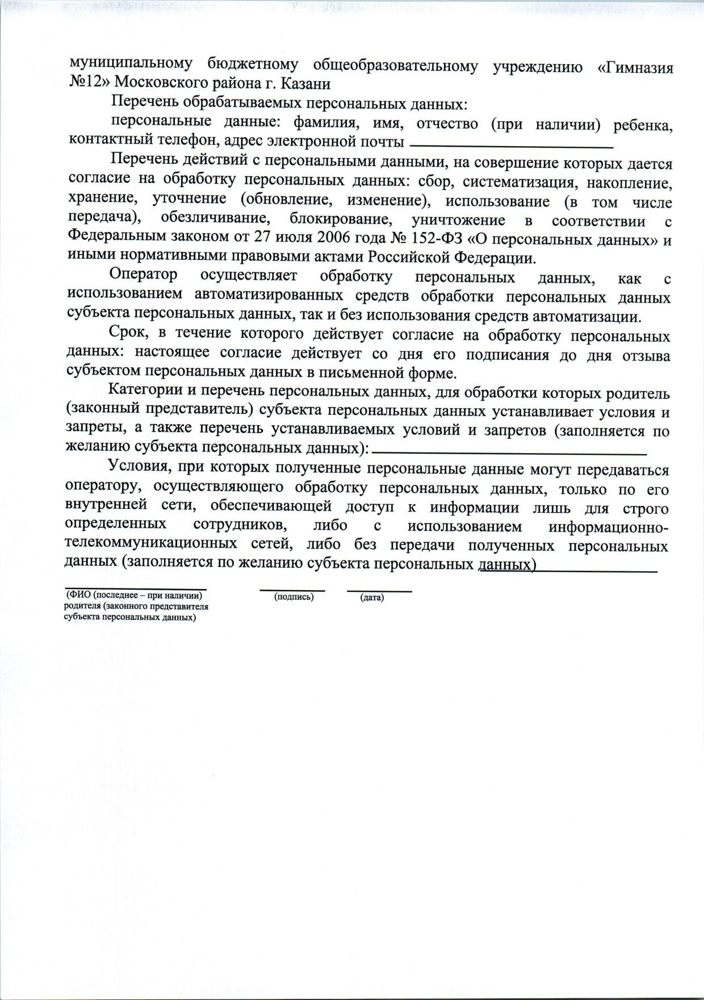 муниципальному бюджетному общеобразовательному учреждению «Гимназия
№12» Московского района г. Казани
Перечень обрабатываемых персональных данных:
персональные данные: фамилия, имя, отчество (при наличии) ребенка,
контактный телефон, адрес электронной почты
Перечень действий с персональными данными, на совершение которых дается
согласие на обработку персональных данных: сбор, систематизация, накопление,
хранение, уточнение (обновление, изменение), использование (в том числе
передача), обезличивание, блокирование, уничтожение в соответствии с
Федеральным законом от 27 июля 2006 года № 152-ФЗ «О персональных данных» и
иными нормативными правовыми актами Российской Федерации.
Оператор осуществляет обработку персональных данных, как с
использованием автоматизированных средств обработки персональных данных
субъекта персональных данных, так и без использования средств автоматизации.
Срок, в течение которого действует согласие на обработку персональных
данных: настоящее согласие действует со дня его подписания до дня отзыва
субъектом персональных данных в письменной форме.
Категории и перечень персональных данных, для обработки которых родитель
(законный представитель) субъекта персональных данных устанавливает условия и
запреты, а также перечень устанавливаемых условий и запретов (заполняется по
желанию субъекта персональных данных):
Условия, при которых полученные персональные данные могут передаваться
оператору, осуществляющего обработку персональных данных, только по его
внутренней сети, обеспечивающей доступ к информации лишь для строго
определенных сотрудников, либо с использованием информационно-
телекоммуникационных сетей, либо без передачи полученных персональных
данных (заполняется по желанию субъекта персональных данных)
(ФИО (последнее – при наличии) (подпись) (дата)
родителя (законного представителя
субъекта персональных данных)